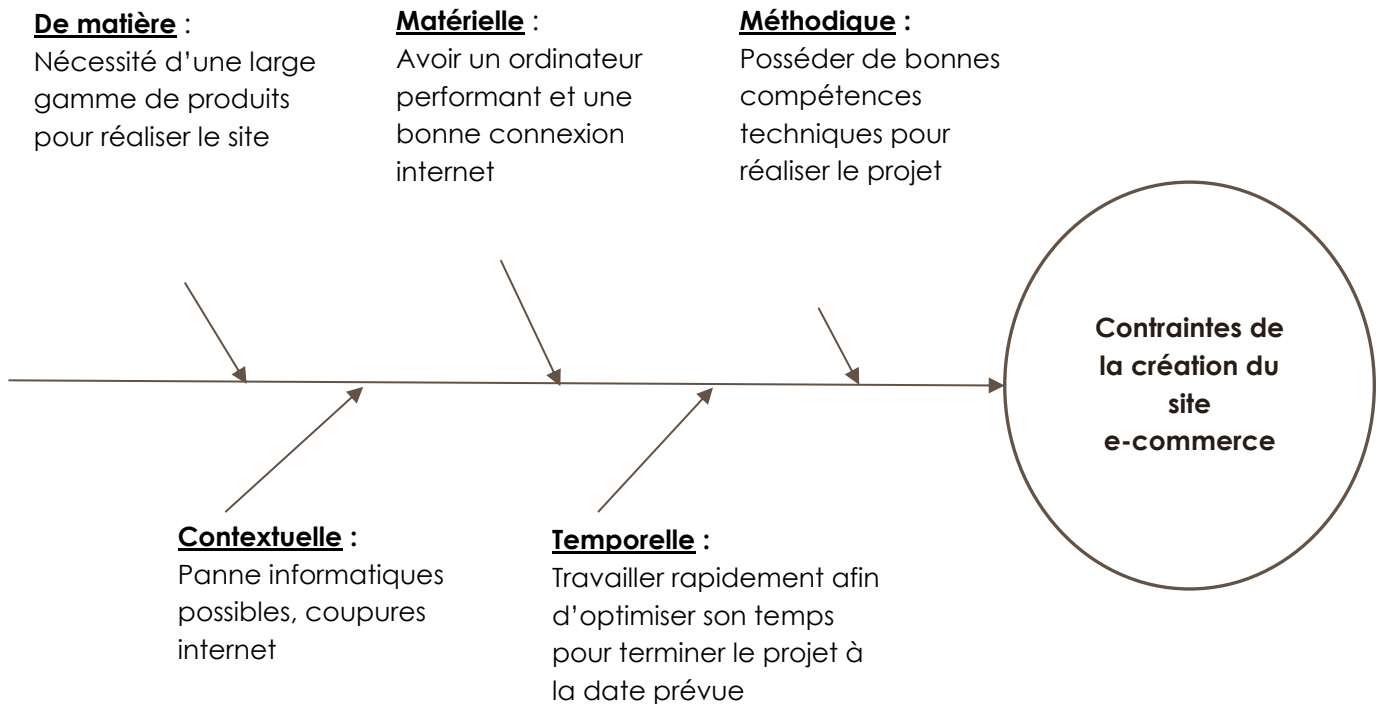 De matière :
Nécessité d’une large
gamme de produits
pour réaliser le site
Matérielle :
Avoir un ordinateur
performant et une
bonne connexion
internet
Méthodique :
Posséder de bonnes
compétences
techniques pour
réaliser le projet
Contraintes de
la création du
site
e-commerce
Contextuelle :
Panne informatiques
possibles, coupures
internet
Temporelle :
Travailler rapidement afin
d’optimiser son temps
pour terminer le projet à
la date prévue